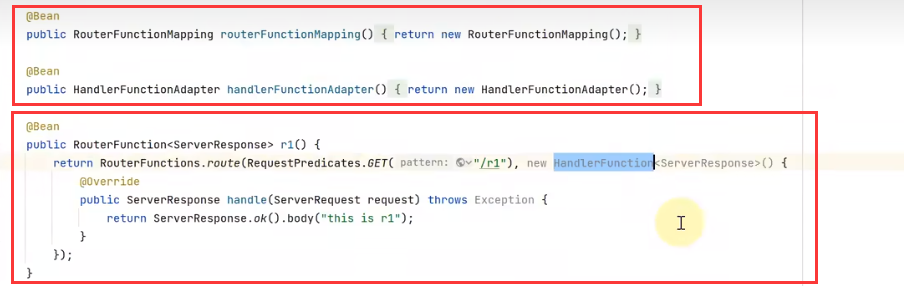 @Bean
public RouterFunctionMapping routerFunctionMapping() { return new RouterFunctionMapping(); }
@Bean
public HandlerFunctionAdapter handlerFunctionAdapter() { return new HandlerFunctionAdapter(); }
@Bean
public RouterFunction<ServerResponse> r1() {
return RouterFunctions.route(RequestPredicates.GET( pattern: "/r1"), new HandlerFunction<ServerResponse>() {
@Override
public ServerResponse handle(ServerRequest request) throws Exception {
return ServerResponse.ok().body("this is r1");
}
});
}